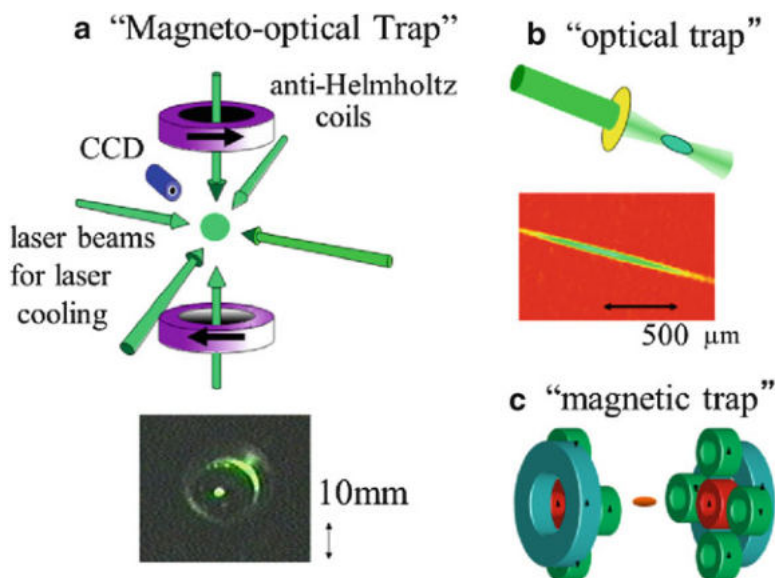 a “Magneto-optical Trap”
anti-Helmholtz
coils
CCD
laser beams
for laser
cooling
10mm
b “optical trap”
500 µm
c “magnetic trap”